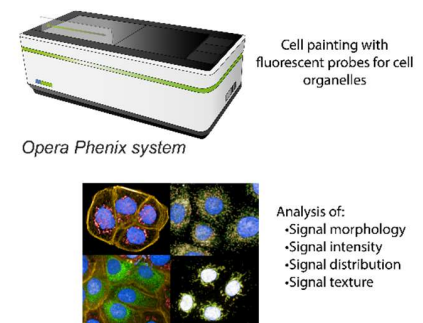 Cell painting with
fluorescent probes for cell
organelles
Opera Phenix system
Analysis of:
•Signal morphology
•Signal intensity
•Signal distribution
•Signal texture